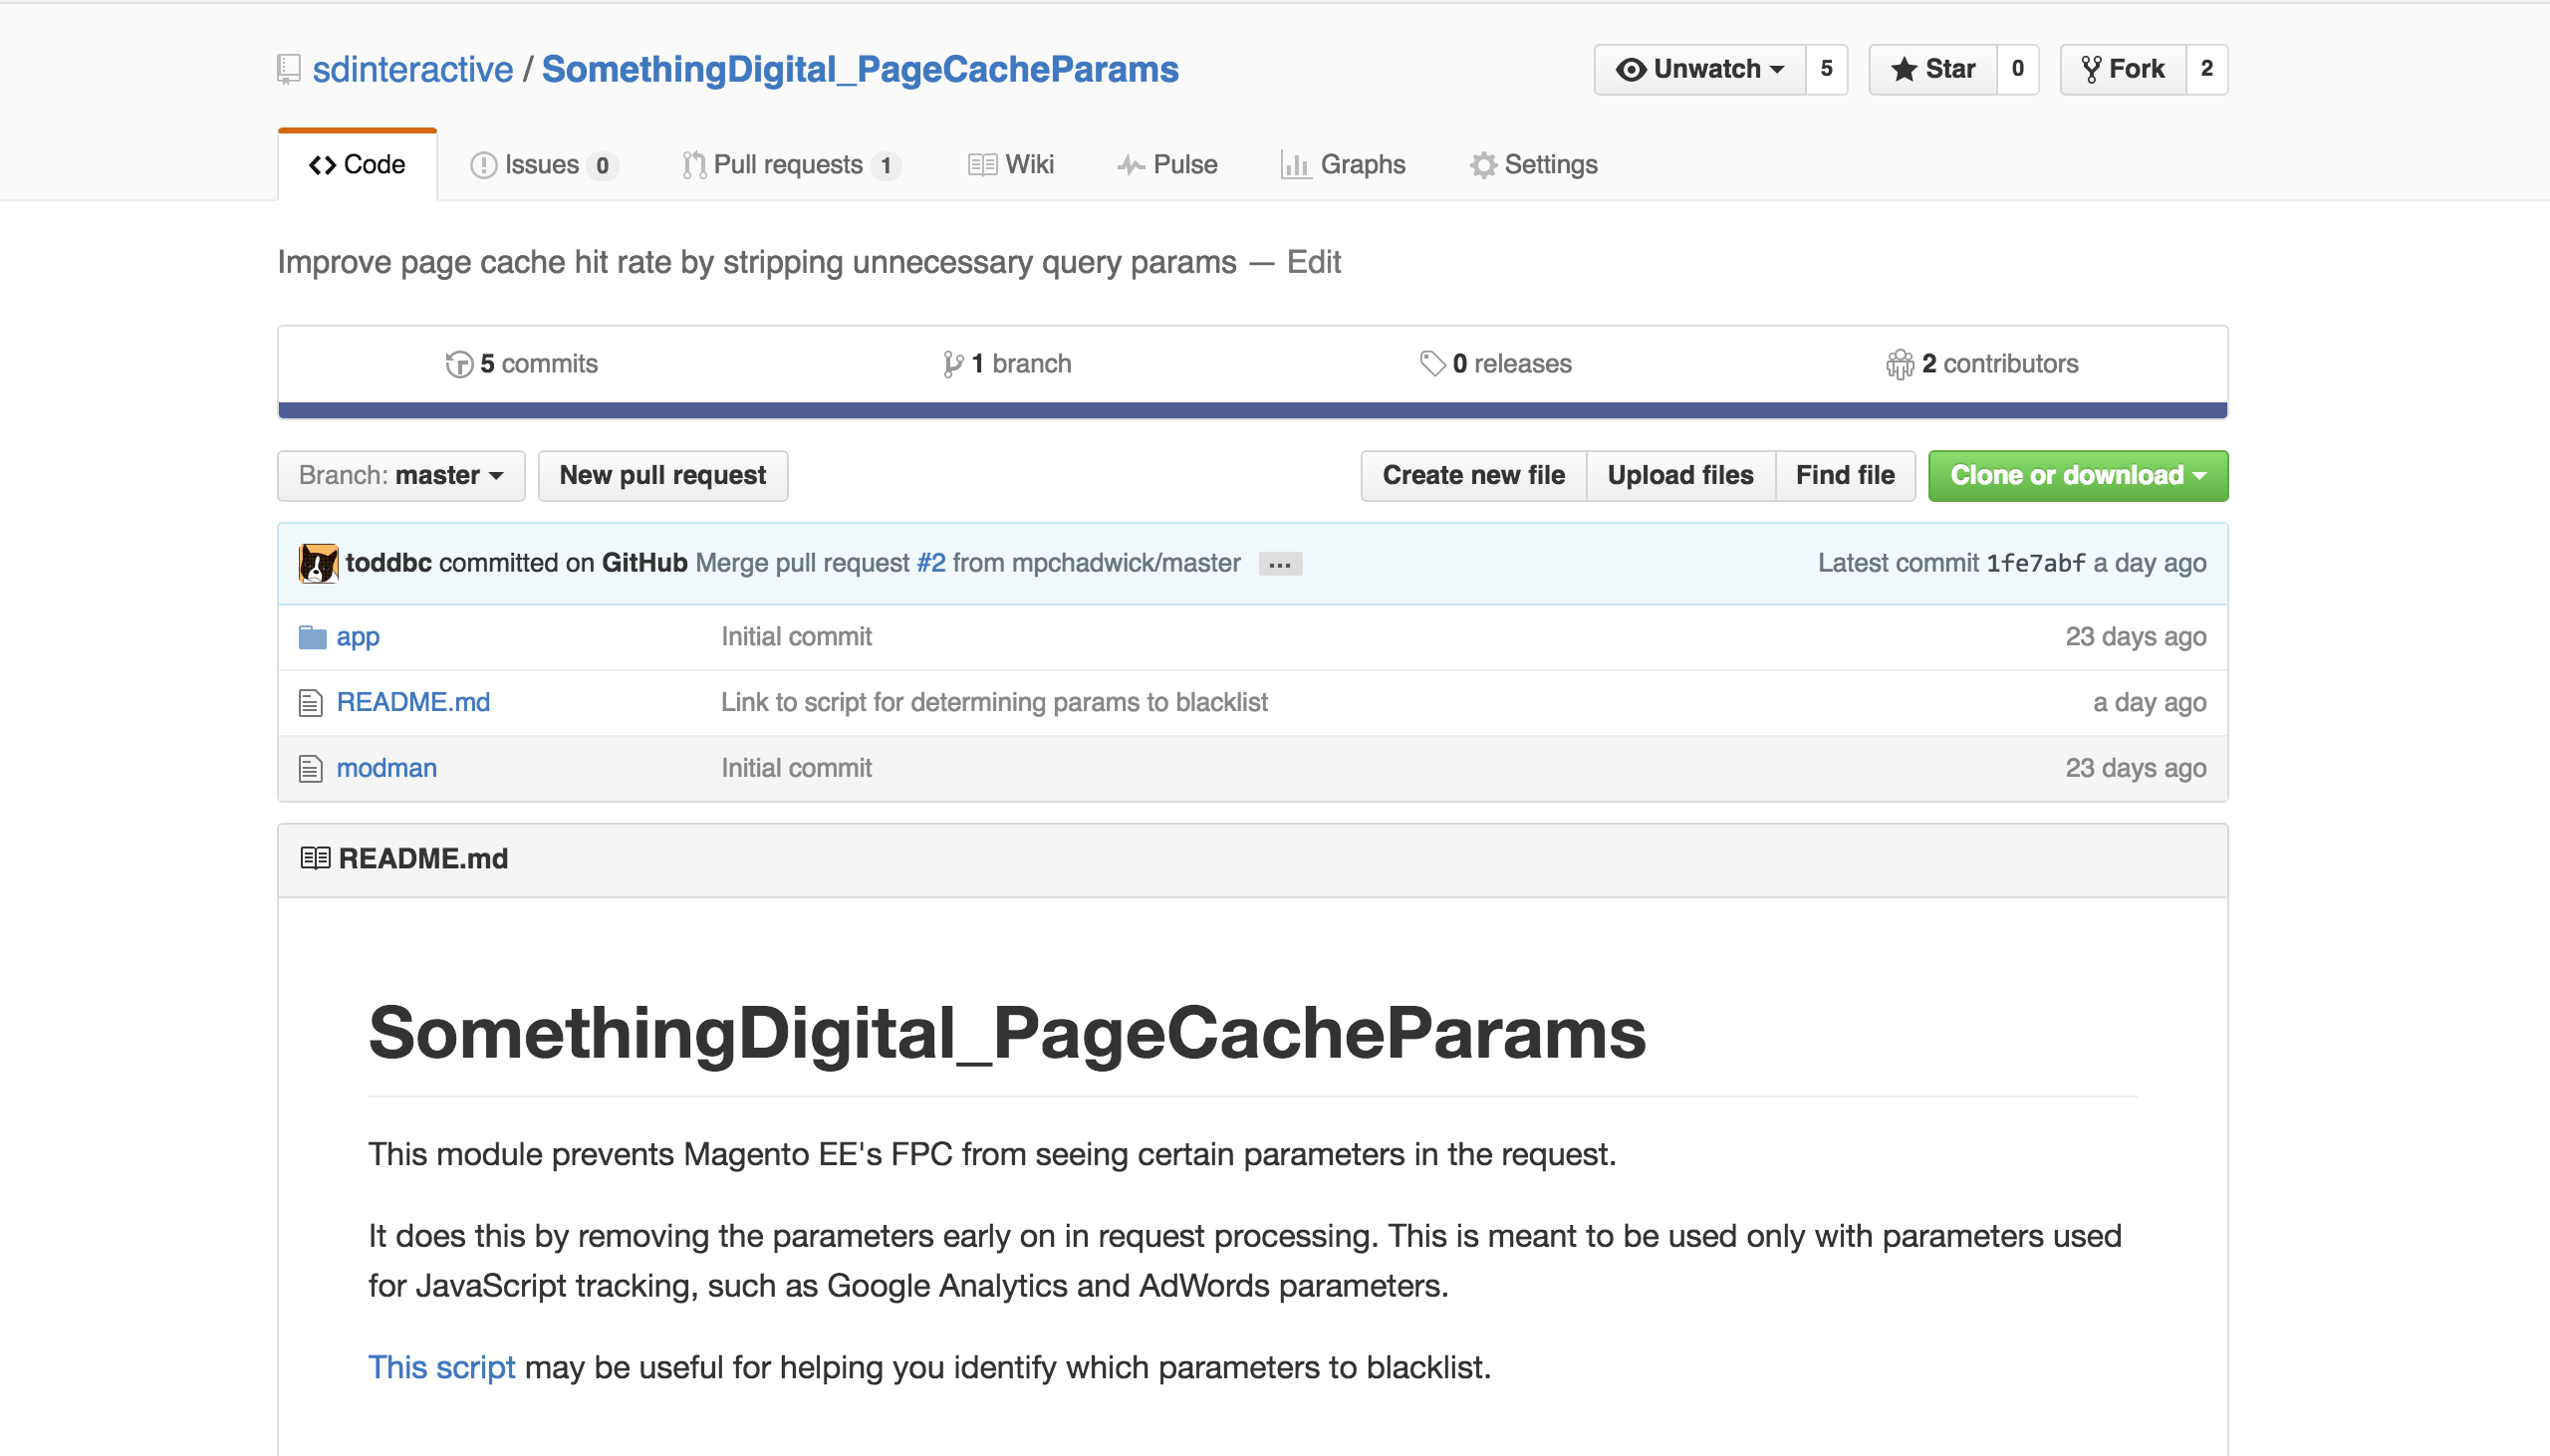 sdinteractive / SomethingDigital_PageCacheParams
Unwatch 5 Star 0 Fork 2
Code Issues 0 Pull requests 1 Wiki Pulse Graphs Settings
Improve page cache hit rate by stripping unnecessary query params — Edit
5 commits 1 branch 0 releases 2 contributors
Branch: master New pull request Create new file Upload files Find file Clone or download
toddbc committed on GitHub Merge pull request #2 from mpchadwick/master ... Latest commit 1fe7abf a day ago
app Initial commit 23 days ago
README.md Link to script for determining params to blacklist a day ago
modman Initial commit 23 days ago
README.md
SomethingDigital_PageCacheParams
This module prevents Magento EE's FPC from seeing certain parameters in the request.
It does this by removing the parameters early on in request processing. This is meant to be used only with parameters used
for JavaScript tracking, such as Google Analytics and AdWords parameters.
This script may be useful for helping you identify which parameters to blacklist.